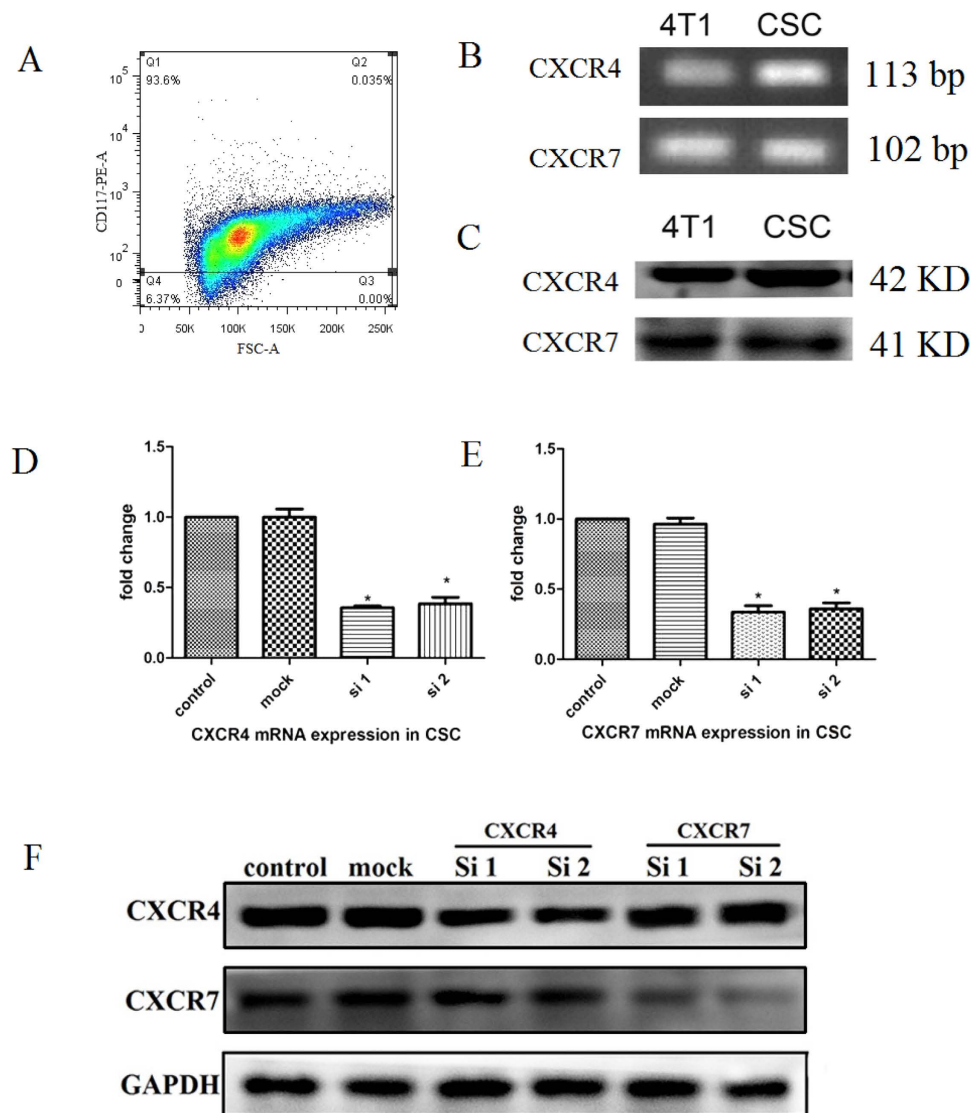 A
Q1
93.6%
Q2
0.035%
10^5
10^4
10^3
10^2
0
CD117-PE-A
Q4
6.37%
Q3
0.00%
0 50K 100K 150K 200K 250K
FSC-A
B
4T1 CSC
CXCR4 113 bp
CXCR7 102 bp
C
4T1 CSC
CXCR4 42 KD
CXCR7 41 KD
D
1.5
1.0
0.5
0.0
fold change
* *
control mock si 1 si 2
CXCR4 mRNA expression in CSC
E
1.5
1.0
0.5
0.0
fold change
* *
control mock si 1 si 2
CXCR7 mRNA expression in CSC
F
CXCR4 CXCR7
control mock Si 1 Si 2 Si 1 Si 2
CXCR4
CXCR7
GAPDH